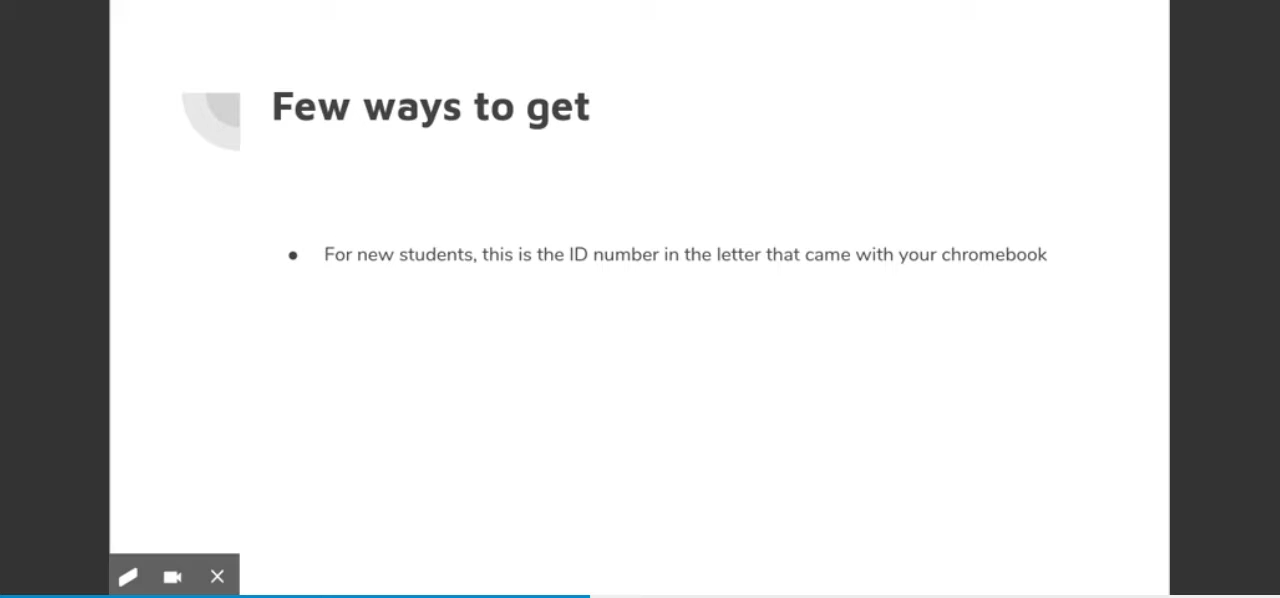 Few ways to get
● For new students, this is the ID number in the letter that came with your chromebook